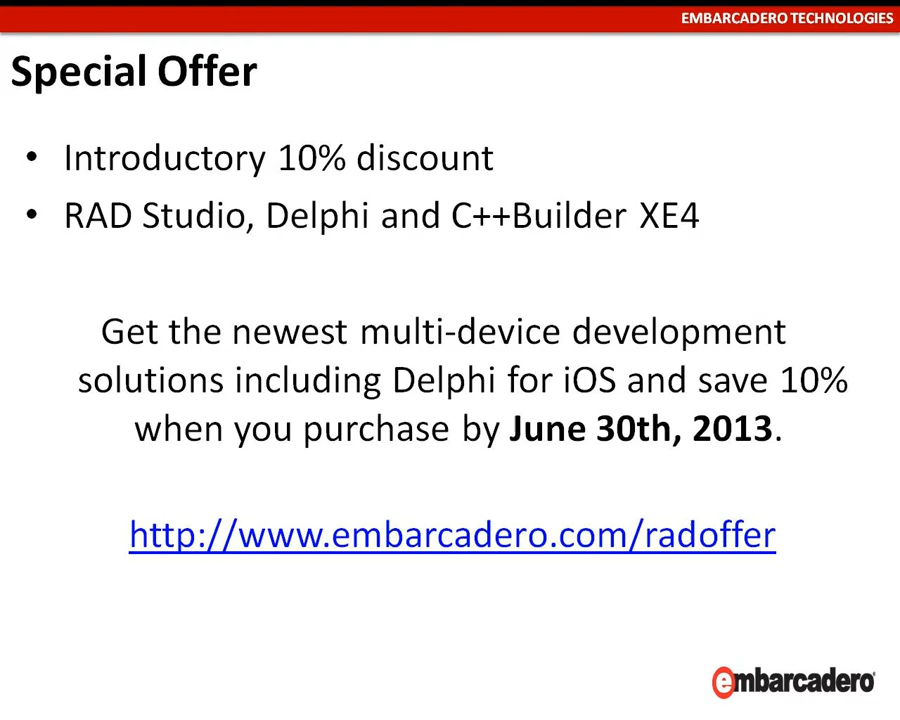 EMBARCADERO TECHNOLOGIES
Special Offer
• Introductory 10% discount
• RAD Studio, Delphi and C++Builder XE4
Get the newest multi-device development
solutions including Delphi for iOS and save 10%
when you purchase by June 30th, 2013.
http://www.embarcadero.com/radoffer
embarcadero